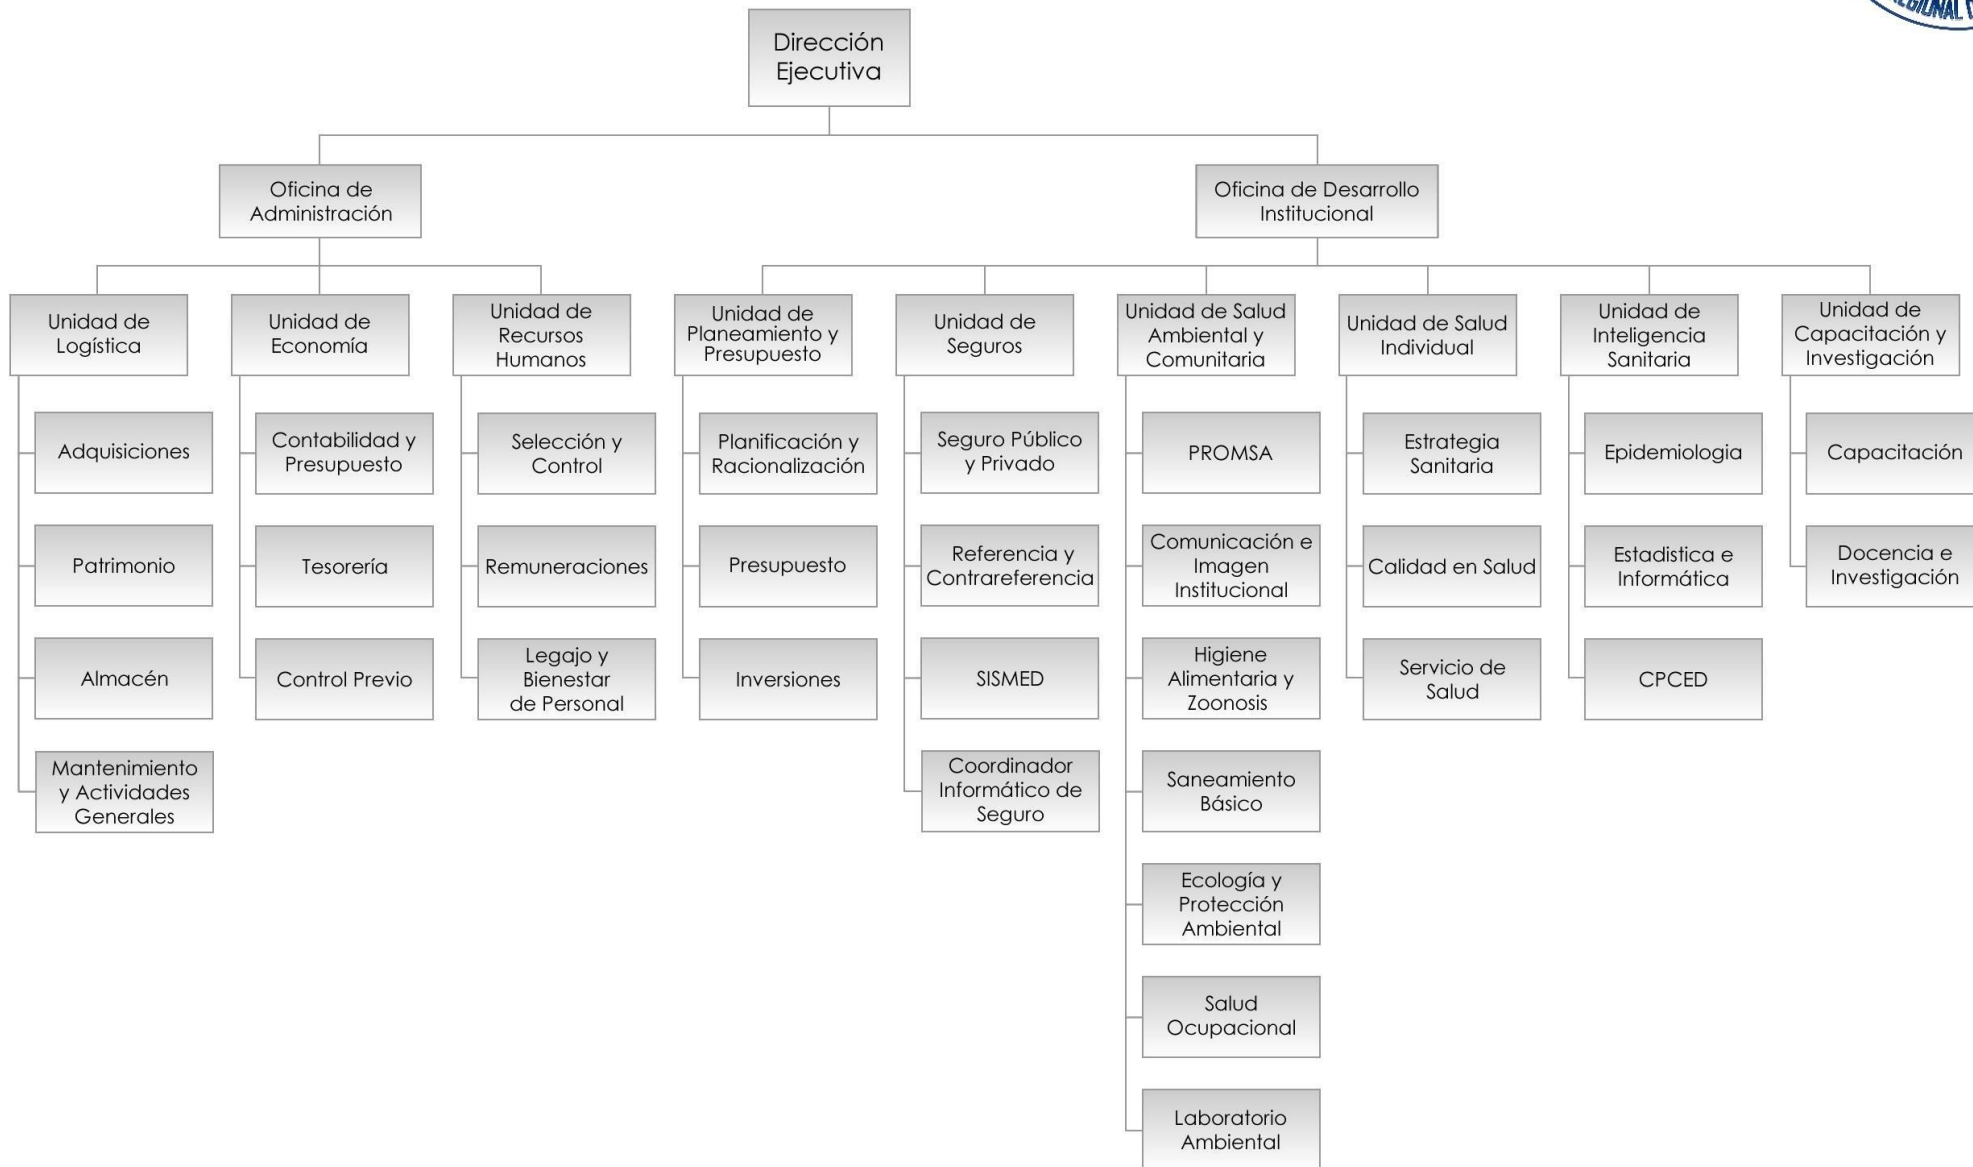 REGIONAL
Dirección
Ejecutiva
Oficina de
Administración
Oficina de Desarrollo
Institucional
Unidad de
Logística
Unidad de
Economía
Unidad de
Recursos
Humanos
Unidad de
Planeamiento y
Presupuesto
Unidad de
Seguros
Unidad de Salud
Ambiental y
Comunitaria
Unidad de Salud
Individual
Unidad de
Inteligencia
Sanitaria
Unidad de
Capacitación y
Investigación
Adquisiciones
Contabilidad y
Presupuesto
Selección y
Control
Planificación y
Racionalización
Seguro Público
y Privado
PROMSA
Estrategia
Sanitaria
Epidemiologia
Capacitación
Patrimonio
Tesorería
Remuneraciones
Presupuesto
Referencia y
Contrareferencia
Comunicación e
Imagen
Institucional
Calidad en Salud
Estadistica e
Informática
Docencia e
Investigación
Almacén
Control Previo
Legajo y
Bienestar
de Personal
Inversiones
SISMED
Higiene
Alimentaria y
Zoonosis
Servicio de
Salud
CPCED
Mantenimiento
y Actividades
Generales
Coordinador
Informático de
Seguro
Saneamiento
Básico
Ecología y
Protección
Ambiental
Salud
Ocupacional
Laboratorio
Ambiental